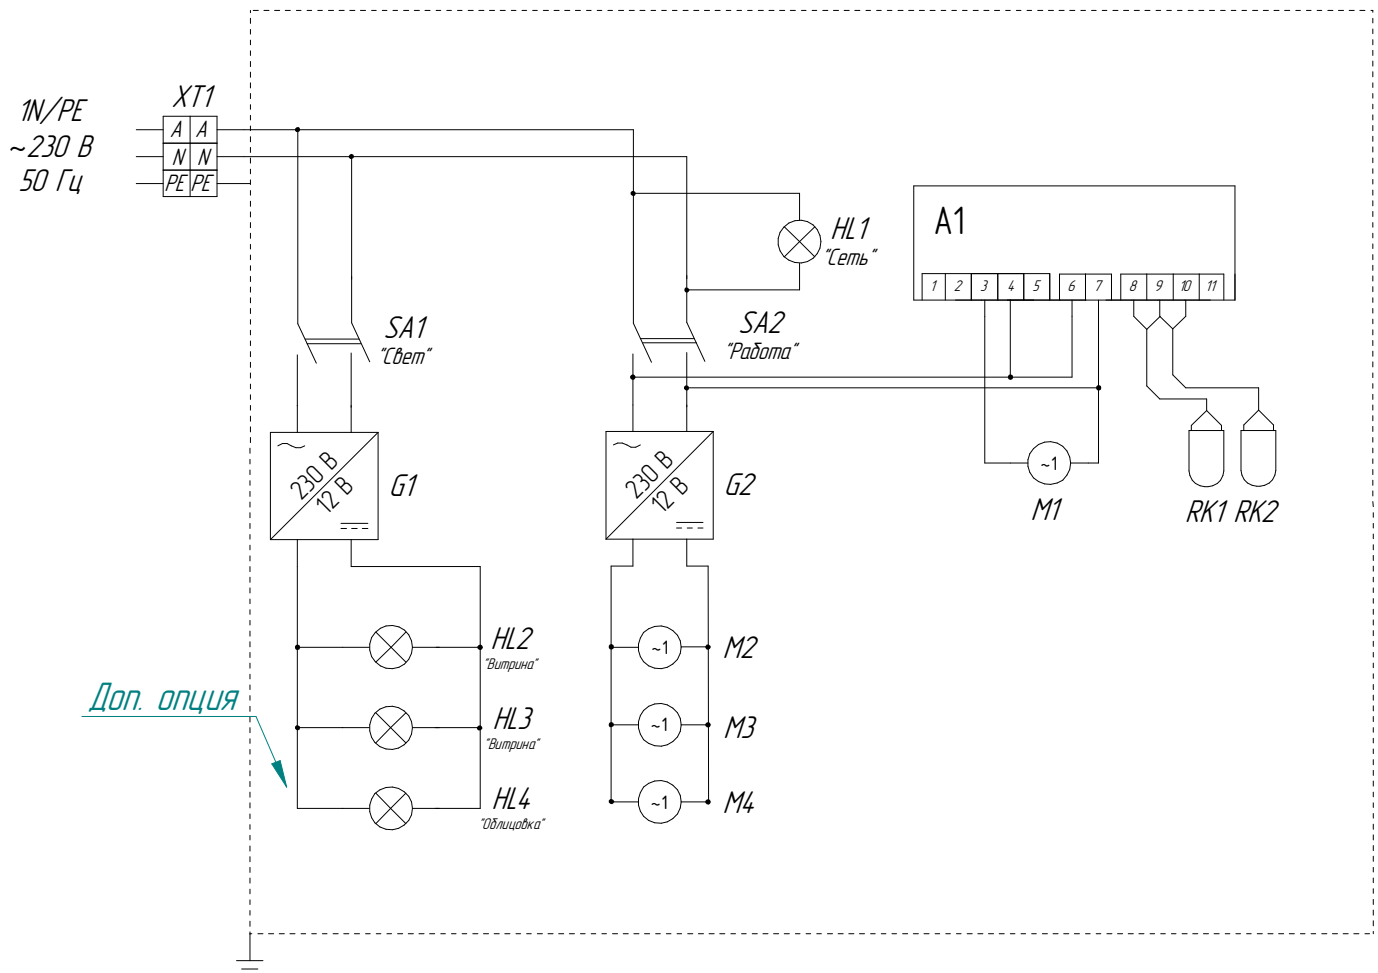 XT1
1N/PE
~230 В
50 Гц
A A
N N
PE PE
HL1
"Сеть"
A1
1 2 3 4 5 6 7 8 9 10 11
SA1
"Свет"
SA2
"Работа"
230 В
12 В
G1
230 В
12 В
G2
~1
M1
RK1 RK2
HL2
"Витрина"
~1
M2
Доп. опция
HL3
"Витрина"
~1
M3
HL4
"Облицовка"
~1
M4